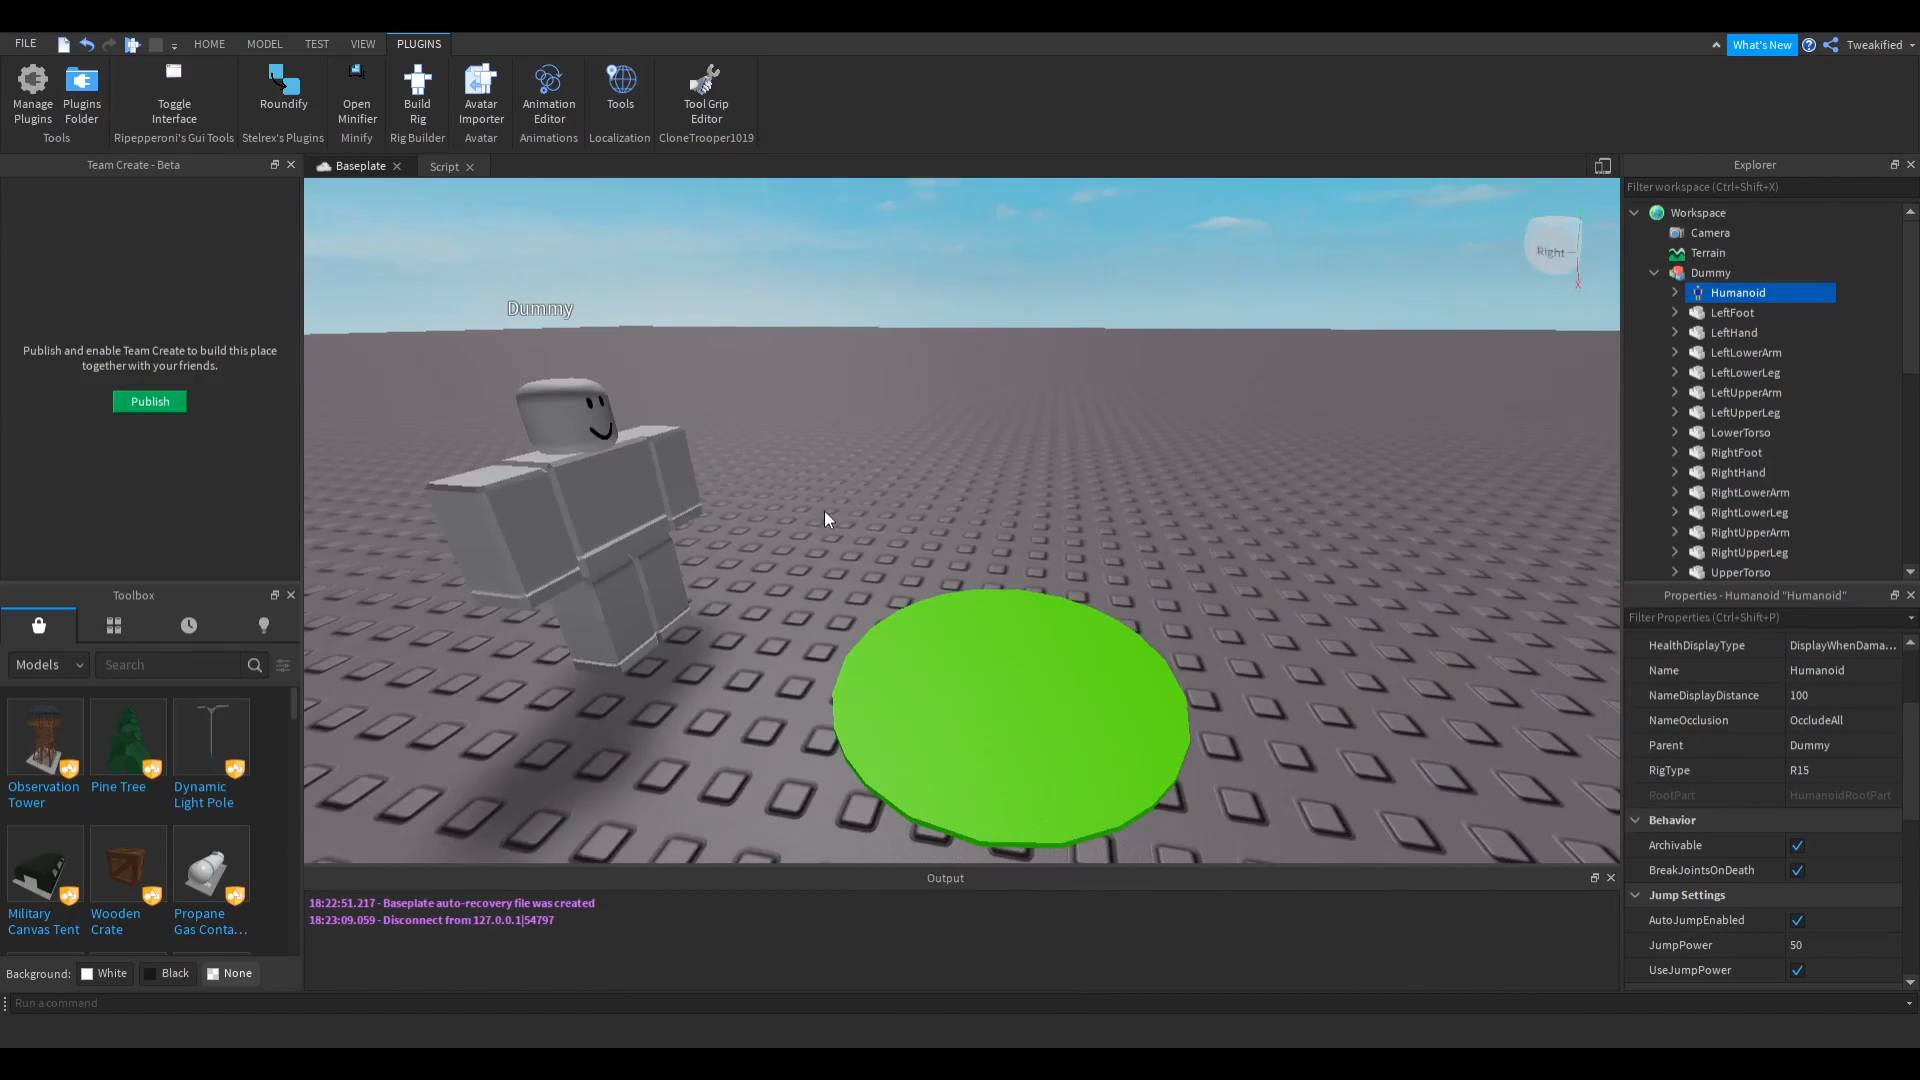 FILE
HOME
MODEL
TEST
VIEW
PLUGINS
What's New
Tweakified
Manage Plugins
Plugins Folder
Toggle Interface
Roundify
Open Minifier
Build Rig
Avatar Importer
Animation Editor
Tools
Tool Grip Editor
Tools
Ripepperoni's Gui Tools
Stelrex's Plugins
Minify
Rig Builder
Avatar
Animations
Localization
CloneTrooper1019
Team Create - Beta
Publish and enable Team Create to build this place
together with your friends.
Publish
Toolbox
Models
Search
Observation Tower
Pine Tree
Dynamic Light Pole
Military Canvas Tent
Wooden Crate
Propane Gas Conta...
Background:
White
Black
None
Baseplate
Script
Dummy
Right
Output
18:22:51.217 - Baseplate auto-recovery file was created
18:23:09.059 - Disconnect from 127.0.0.1|54797
Run a command
Explorer
Filter workspace (Ctrl+Shift+X)
Workspace
Camera
Terrain
Dummy
Humanoid
LeftFoot
LeftHand
LeftLowerArm
LeftLowerLeg
LeftUpperArm
LeftUpperLeg
LowerTorso
RightFoot
RightHand
RightLowerArm
RightLowerLeg
RightUpperArm
RightUpperLeg
UpperTorso
Properties - Humanoid "Humanoid"
Filter Properties (Ctrl+Shift+P)
HealthDisplayType DisplayWhenDama...
Name Humanoid
NameDisplayDistance 100
NameOcclusion OccludeAll
Parent Dummy
RigType R15
RootPart HumanoidRootPart
Behavior
Archivable
BreakJointsOnDeath
Jump Settings
AutoJumpEnabled
JumpPower 50
UseJumpPower
X